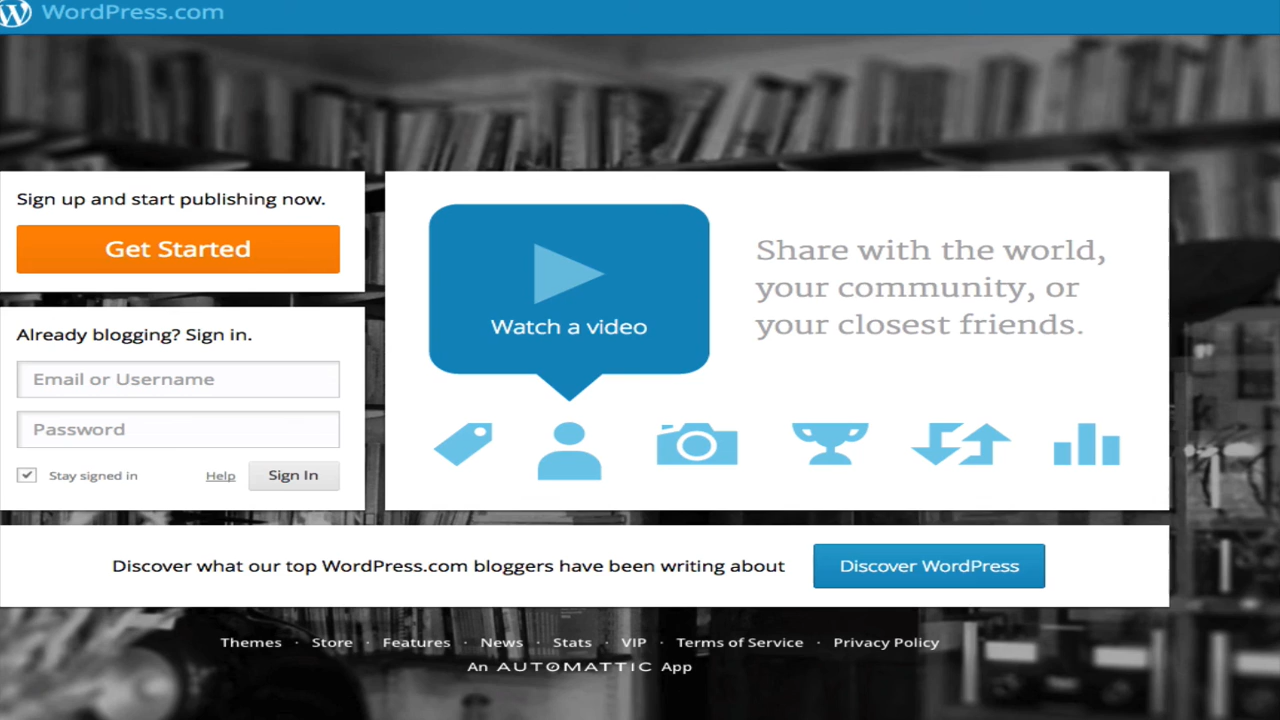 WordPress.com
Sign up and start publishing now.
Get Started
Already blogging? Sign in.
Email or Username
Password
Stay signed in
Help
Sign In
Watch a video
Share with the world,
your community, or
your closest friends.
Discover what our top WordPress.com bloggers have been writing about
Discover WordPress
Themes · Store · Features · News · Stats · VIP · Terms of Service · Privacy Policy
An AUTOMATTIC App